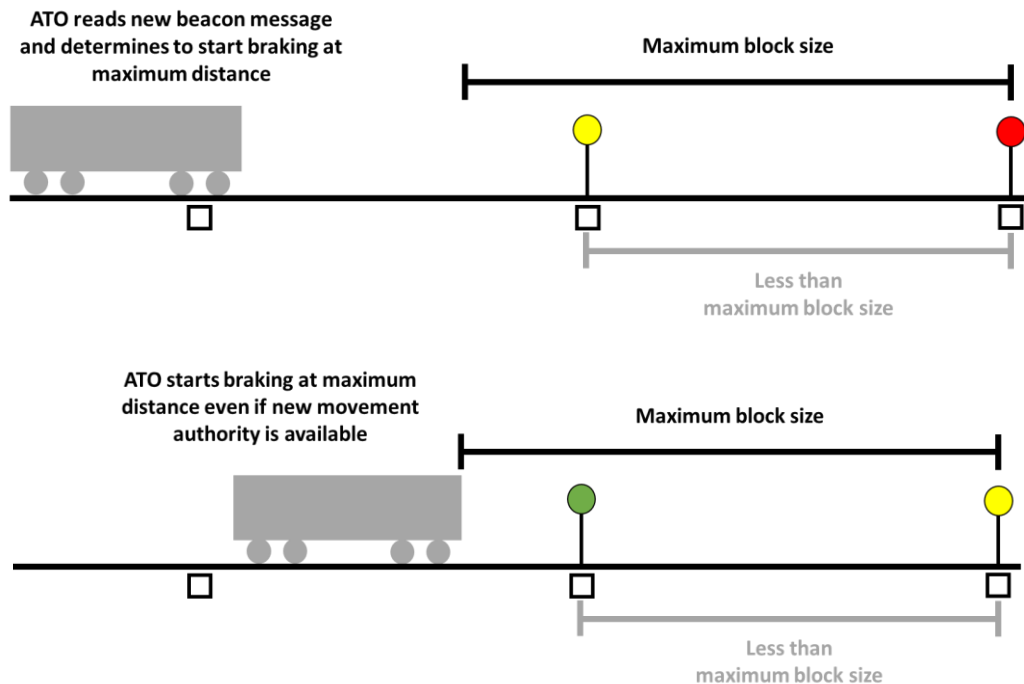 ATO reads new beacon message
and determines to start braking at
maximum distance
Maximum block size
Less than
maximum block size
ATO starts braking at maximum
distance even if new movement
authority is available
Maximum block size
Less than
maximum block size